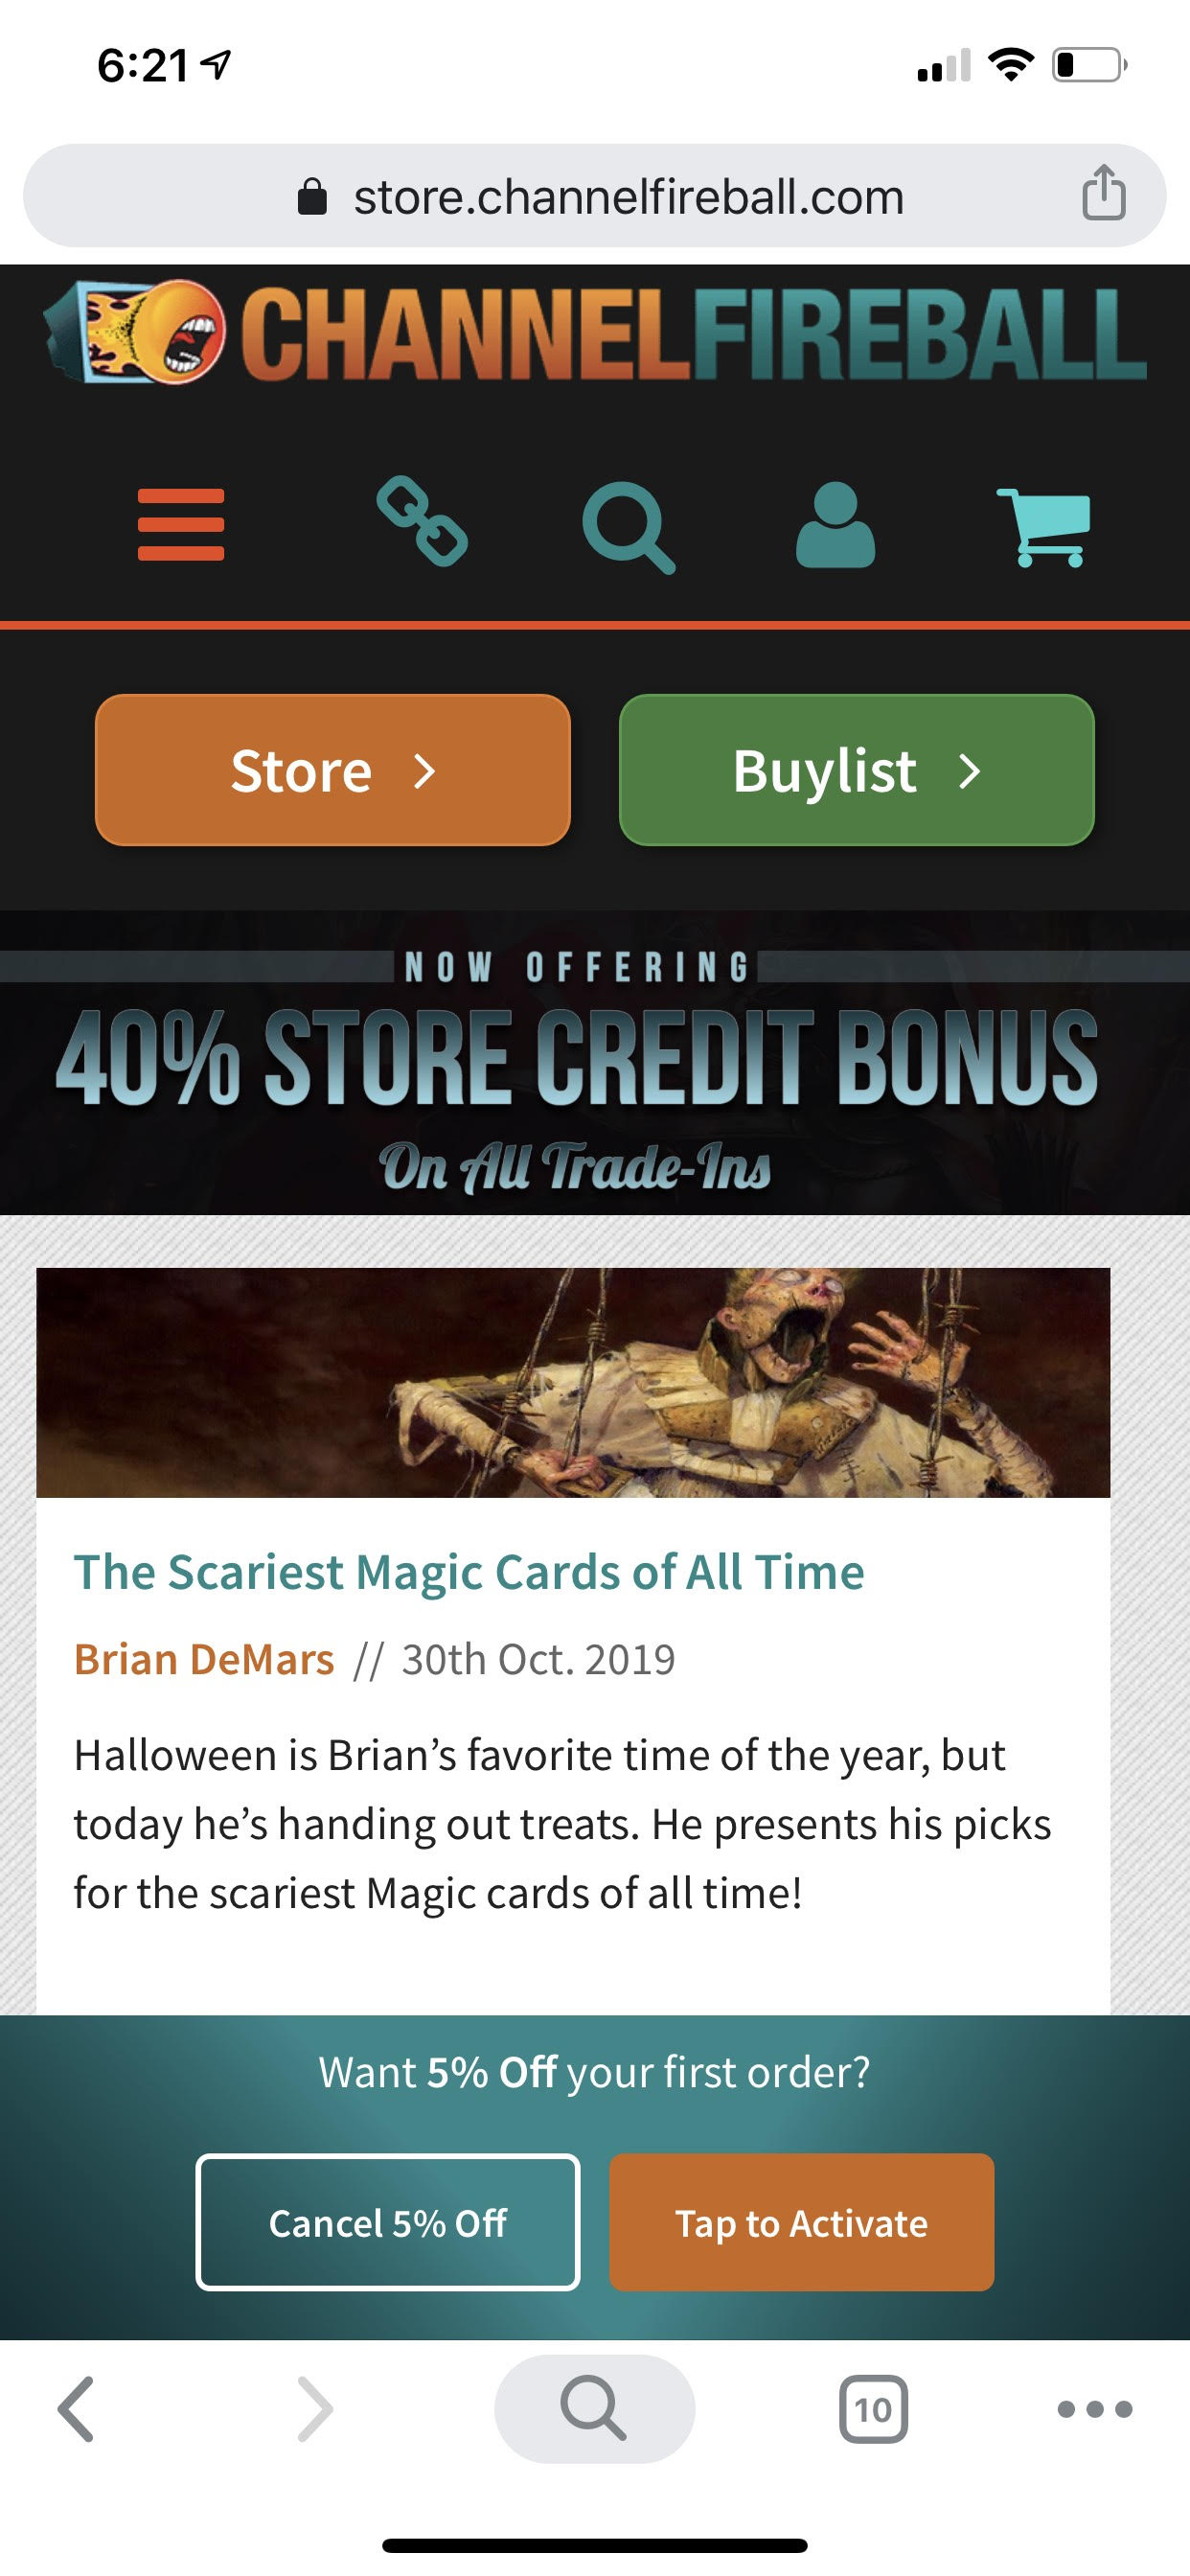 6:21
store.channelfireball.com
CHANNELFIREBALL
Store
Buylist
NOW OFFERING
40% STORE CREDIT BONUS
On All Trade-Ins
The Scariest Magic Cards of All Time
Brian DeMars // 30th Oct. 2019
Halloween is Brian’s favorite time of the year, but
today he’s handing out treats. He presents his picks
for the scariest Magic cards of all time!
Want 5% Off your first order?
Cancel 5% Off
Tap to Activate
10